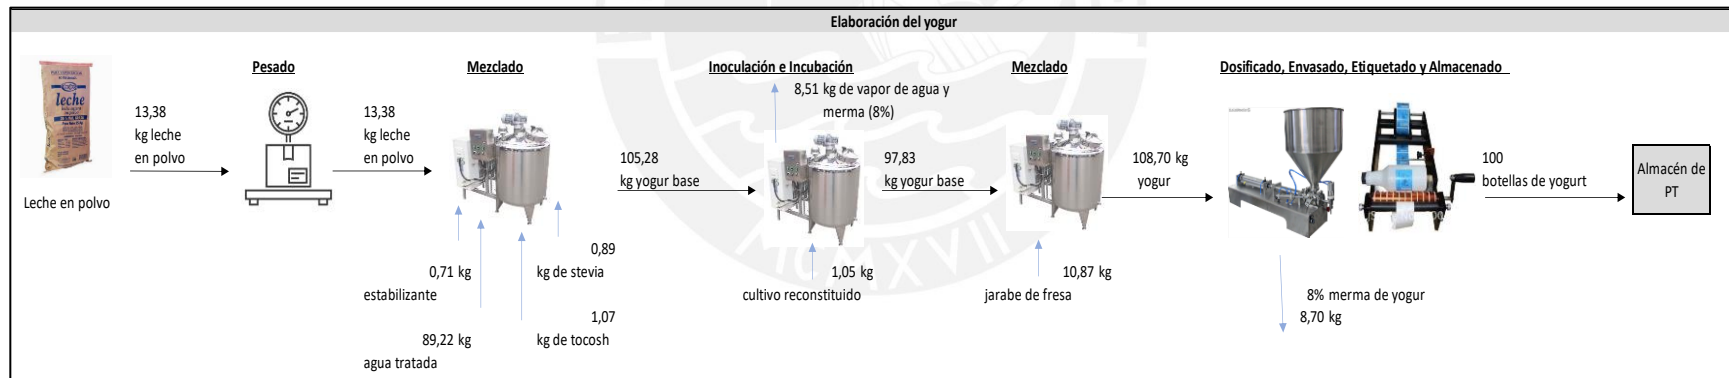 Elaboración del yogur
Pesado
Mezclado
Inoculación e Incubación
Mezclado
Dosificado, Envasado, Etiquetado y Almacenado
leche
Leche en polvo
13,38
kg leche
en polvo
13,38
kg leche
en polvo
0,71 kg
estabilizante
89,22 kg
agua tratada
0,89
kg de stevia
1,07
kg de tocosh
105,28
kg yogur base
8,51 kg de vapor de agua y
merma (8%)
1,05 kg
cultivo reconstituido
97,83
kg yogur base
10,87 kg
jarabe de fresa
108,70 kg
yogur
8% merma de yogur
8,70 kg
100
botellas de yogurt
Almacén de
PT
MCMXVII